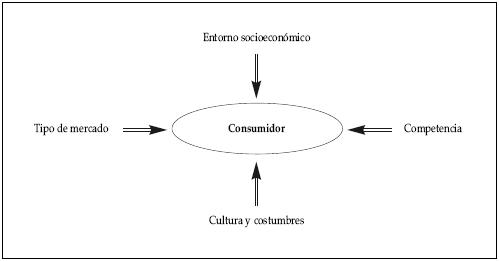 Entorno socioeconómico
Tipo de mercado
Consumidor
Competencia
Cultura y costumbres